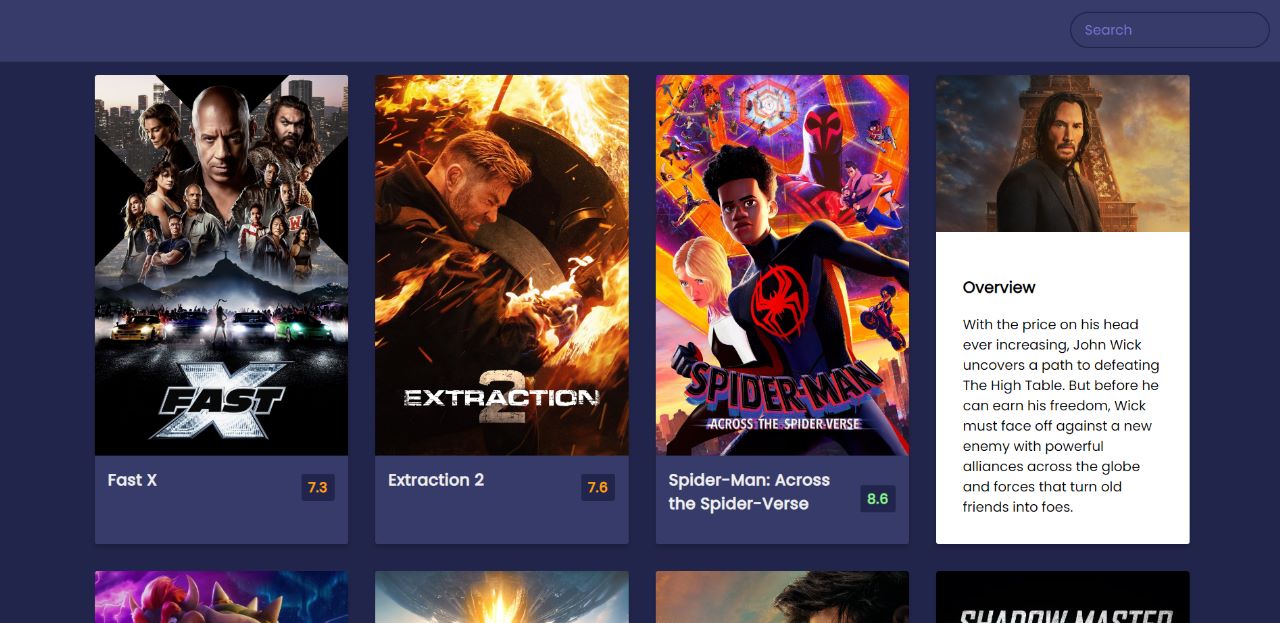 Search
FAST X
EXTRACTION 2
SPIDER-MAN
ACROSS THE SPIDER-VERSE
Fast X
7.3
Extraction 2
7.6
Spider-Man: Across
the Spider-Verse
8.6
Overview
With the price on his head
ever increasing, John Wick
uncovers a path to defeating
The High Table. But before he
can earn his freedom, Wick
must face off against a new
enemy with powerful
alliances across the globe
and forces that turn old
friends into foes.
SHADOW MASTER